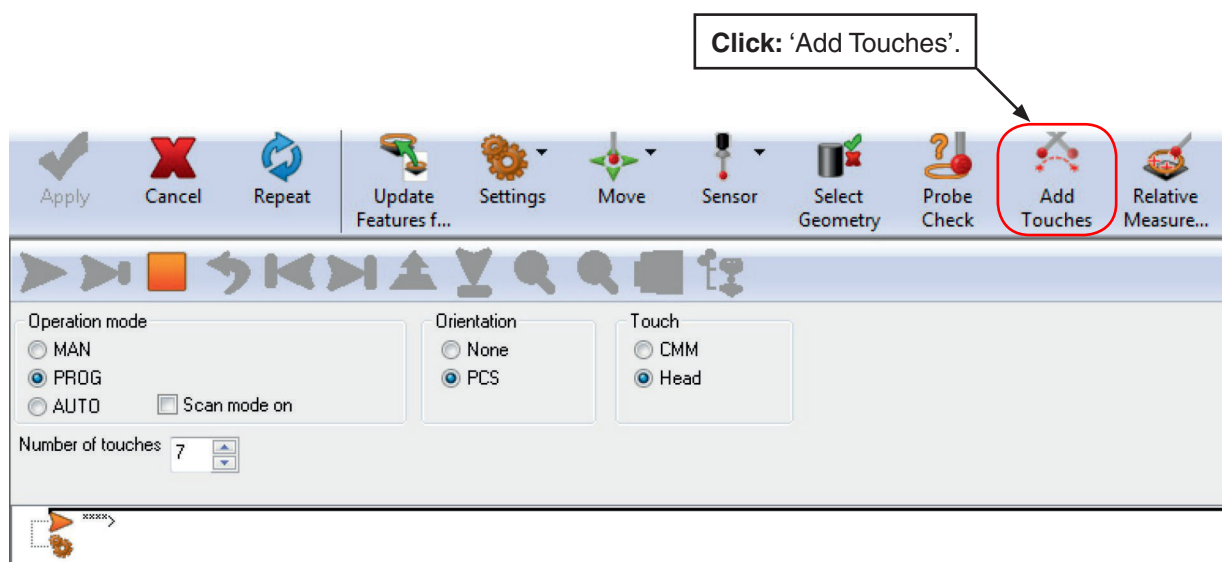 Click: ‘Add Touches’.
Apply
Cancel
Repeat
Update
Features f...
Settings
Move
Sensor
Select
Geometry
Probe
Check
Add
Touches
Relative
Measure...
Operation mode
MAN
PROG
AUTO
Scan mode on
Orientation
None
PCS
Touch
CMM
Head
Number of touches 7
xxxx>